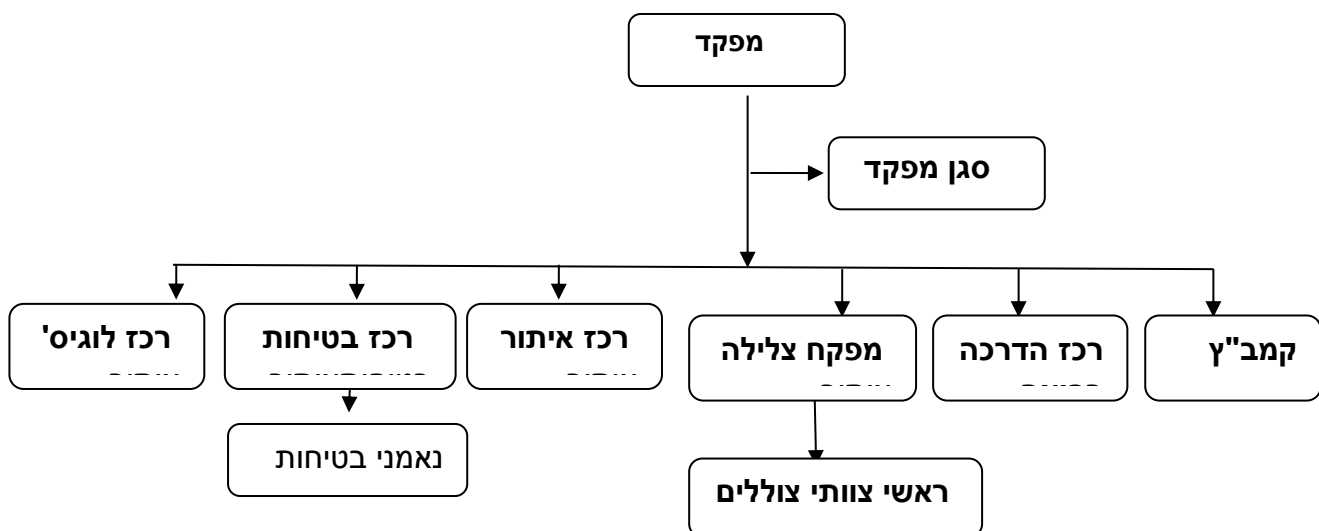 מפקד
סגן מפקד
קמב"ץ
רכז הדרכה
מפקח צלילה
רכז איתור
רכז בטיחות
רכז לוגיס'
ראשי צוותי צוללים
נאמני בטיחות